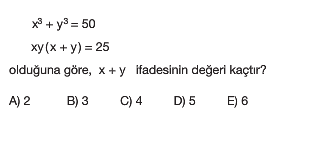 x³ + y³ = 50
xy(x + y) = 25
olduğuna göre, x + y ifadesinin değeri kaçtır?
A) 2 B) 3 C) 4 D) 5 E) 6